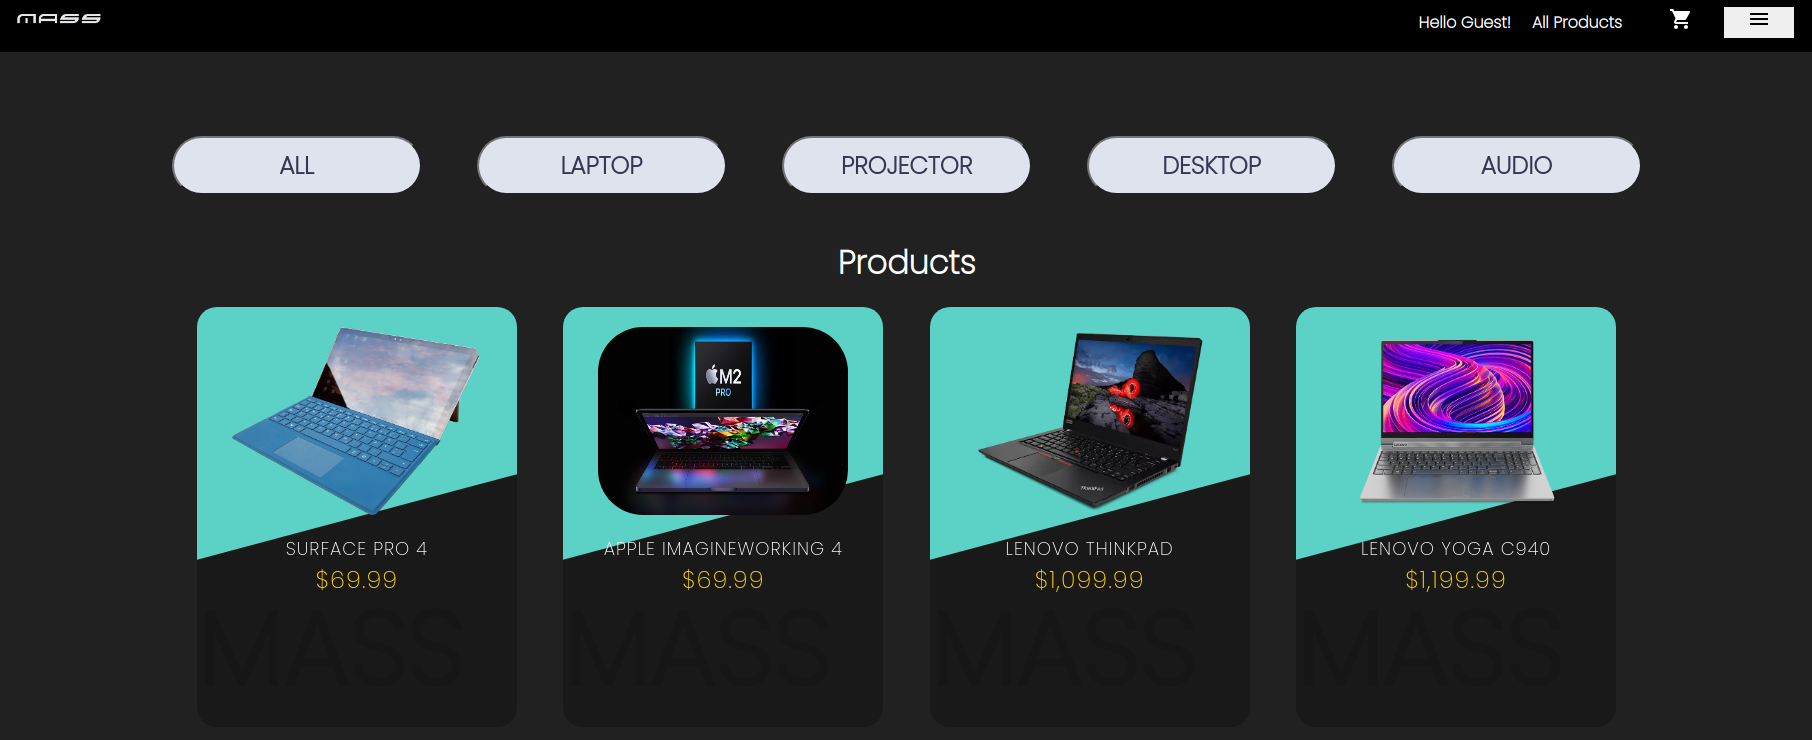 MASS
Hello Guest! All Products
ALL
LAPTOP
PROJECTOR
DESKTOP
AUDIO
Products
M2
PRO
ThinkPad
Lenovo
SURFACE PRO 4
$69.99
MASS
APPLE IMAGINEWORKING 4
$69.99
MASS
LENOVO THINKPAD
$1,099.99
MASS
LENOVO YOGA C940
$1,199.99
MASS